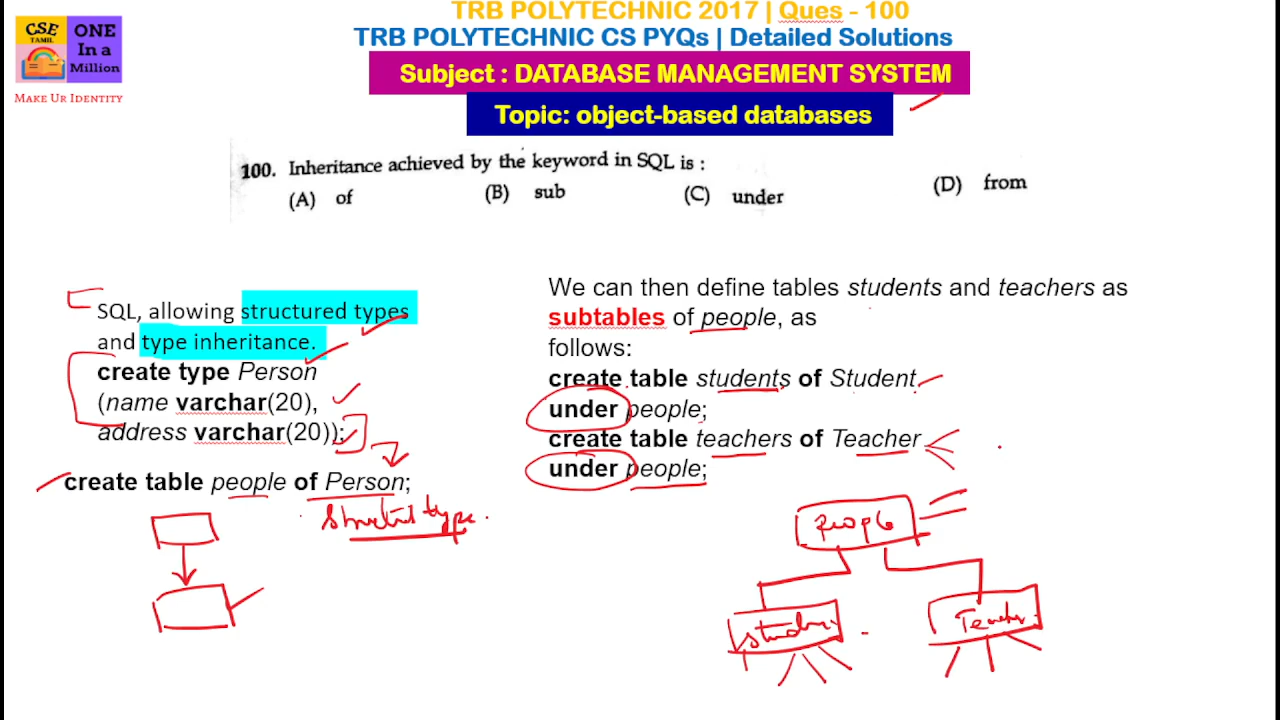 TRB POLYTECHNIC 2017 | Ques - 100
TRB POLYTECHNIC CS PYQs | Detailed Solutions
CSE
TAMIL
ONE
In a
Million
MAKE UR IDENTITY
Subject : DATABASE MANAGEMENT SYSTEM
Topic: object-based databases
100. Inheritance achieved by the keyword in SQL is :
(A) of (B) sub (C) under (D) from
SQL, allowing structured types
and type inheritance.
create type Person
(name varchar(20),
address varchar(20));
create table people of Person;
We can then define tables students and teachers as
subtables of people, as
follows:
create table students of Student
under people;
create table teachers of Teacher
under people;
type
people
Teacher